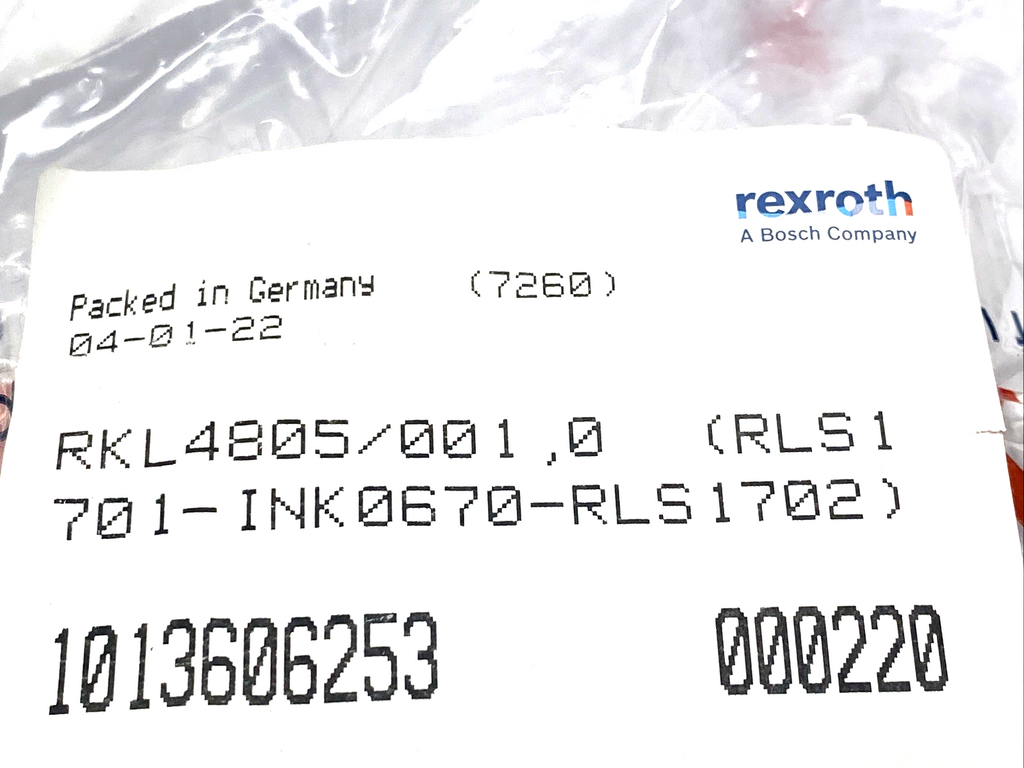 rexroth
A Bosch Company
Packed in Germany (7260)
04-01-22
RKL4805/001,0 (RLS1
701-INK0670-RLS1702)
1013606253 000220